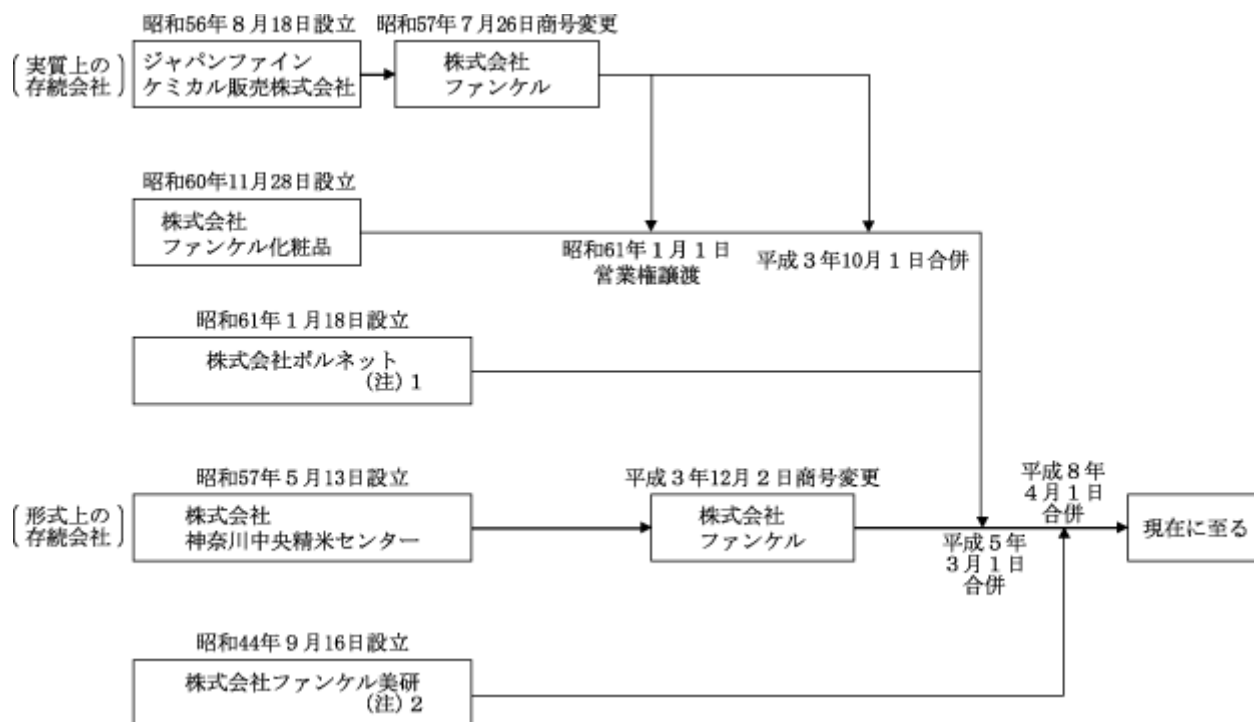 昭和56年8月18日設立
昭和57年7月26日商号変更
実質上の
存続会社
ジャパンファイン
ケミカル販売株式会社
株式会社
ファンケル
昭和60年11月28日設立
株式会社
ファンケル化粧品
昭和61年1月1日
営業権譲渡
平成3年10月1日合併
昭和61年1月18日設立
株式会社ボルネット
(注)1
昭和57年5月13日設立
平成3年12月2日商号変更
平成8年
4月1日
合併
形式上の
存続会社
株式会社
神奈川中央精米センター
株式会社
ファンケル
現在に至る
平成5年
3月1日
合併
昭和44年9月16日設立
株式会社ファンケル美研
(注)2